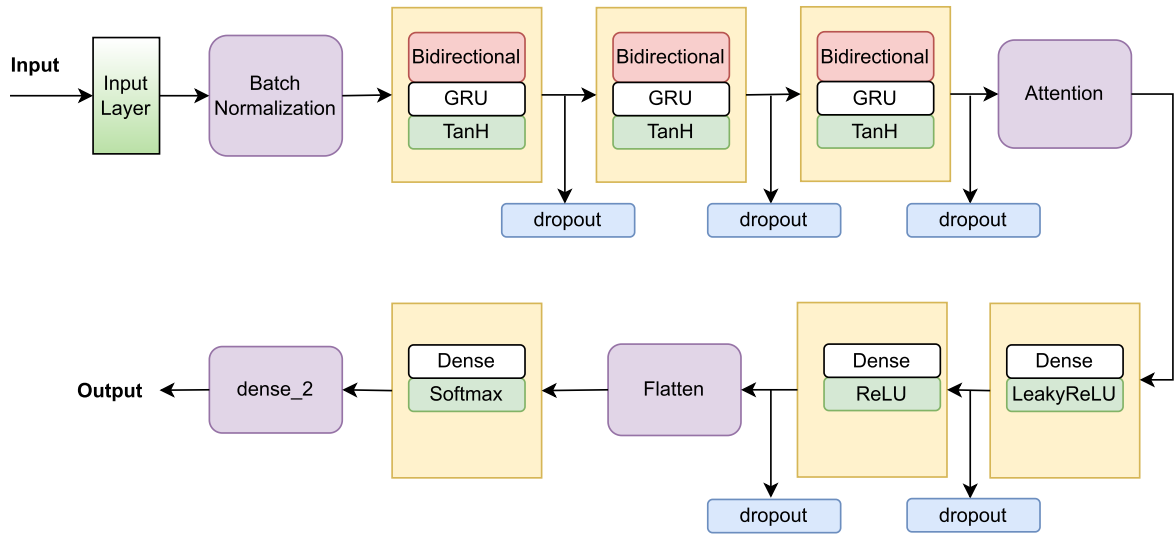 Input
Input
Layer
Batch
Normalization
Bidirectional
GRU
TanH
dropout
Bidirectional
GRU
TanH
dropout
Bidirectional
GRU
TanH
dropout
Attention
Dense
LeakyReLU
dropout
Dense
ReLU
dropout
Flatten
Dense
Softmax
dense_2
Output